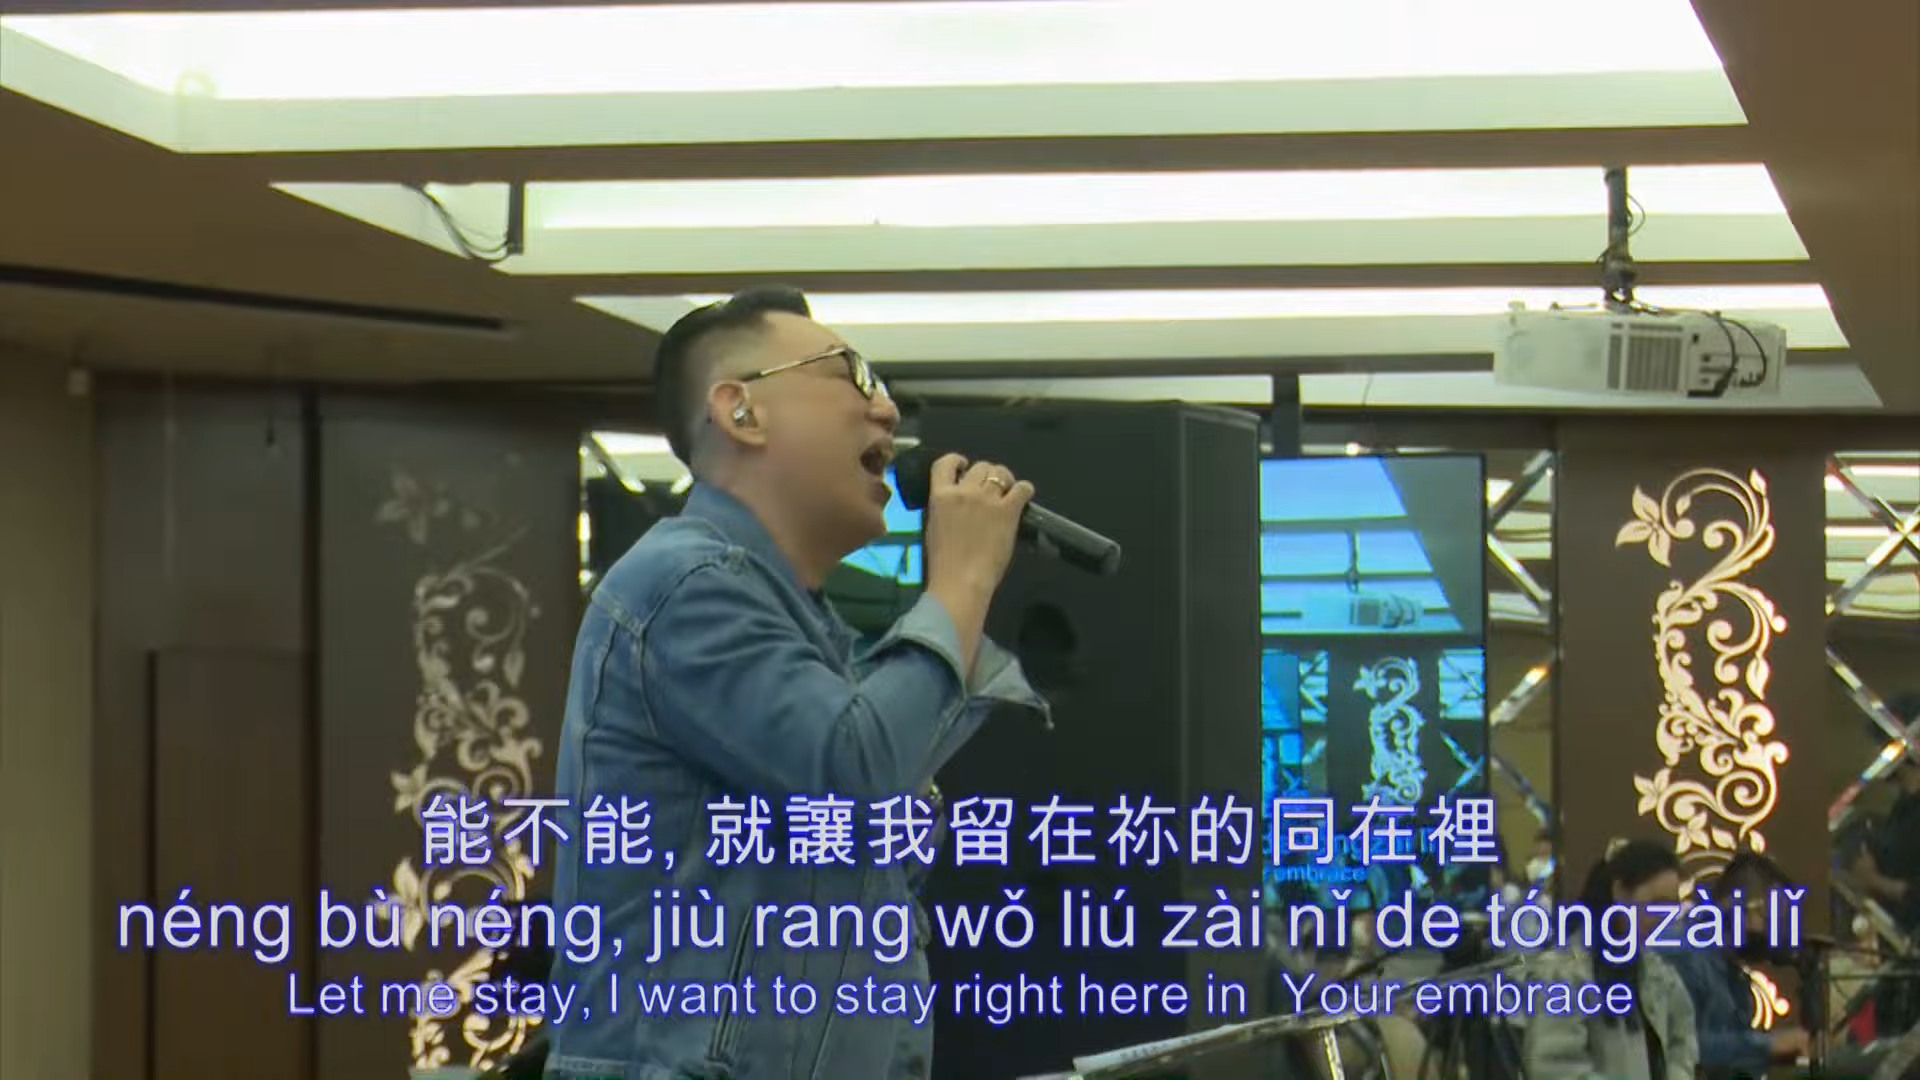 能不能, 就讓我留在祢的同在裡
néng bù néng, jiù rang wǒ liú zài nǐ de tóngzài lǐ
Let me stay, I want to stay right here in Your embrace
embrace